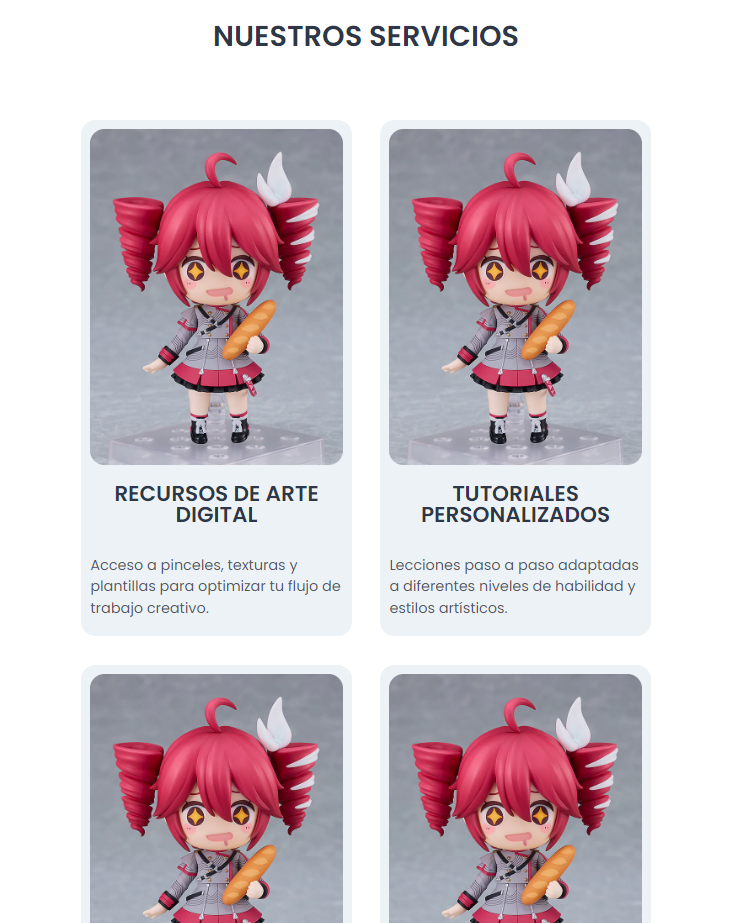 NUESTROS SERVICIOS
RECURSOS DE ARTE
DIGITAL
Acceso a pinceles, texturas y
plantillas para optimizar tu flujo de
trabajo creativo.
TUTORIALES
PERSONALIZADOS
Lecciones paso a paso adaptadas
a diferentes niveles de habilidad y
estilos artísticos.